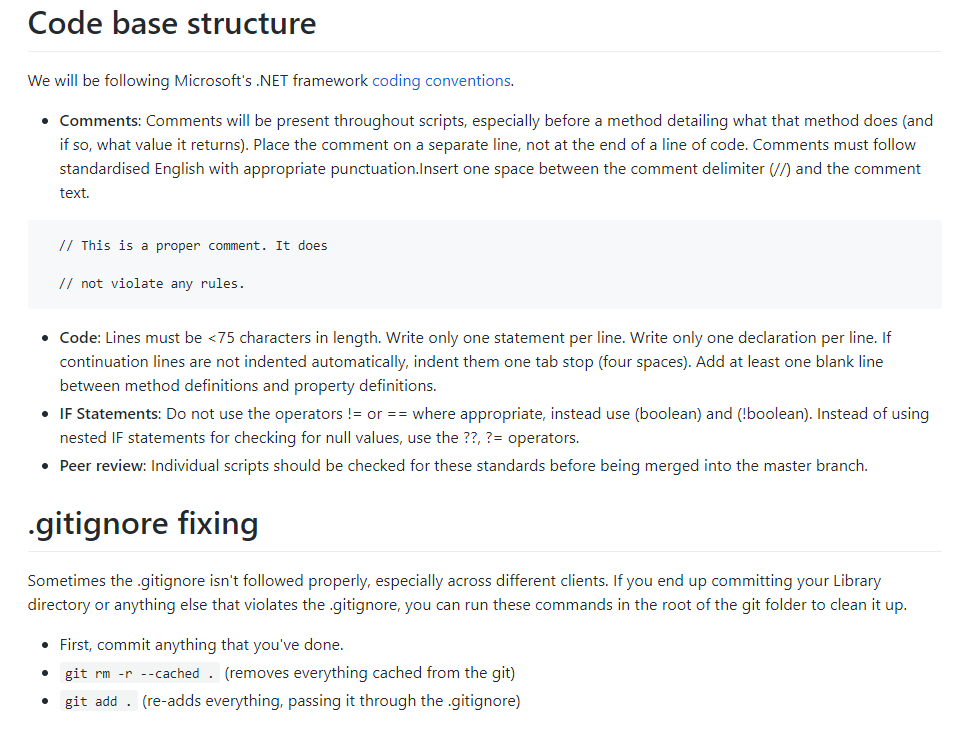 Code base structure
We will be following Microsoft's .NET framework coding conventions.
• Comments: Comments will be present throughout scripts, especially before a method detailing what that method does (and
if so, what value it returns). Place the comment on a separate line, not at the end of a line of code. Comments must follow
standardised English with appropriate punctuation.Insert one space between the comment delimiter (//) and the comment
text.
// This is a proper comment. It does
// not violate any rules.
• Code: Lines must be <75 characters in length. Write only one statement per line. Write only one declaration per line. If
continuation lines are not indented automatically, indent them one tab stop (four spaces). Add at least one blank line
between method definitions and property definitions.
• IF Statements: Do not use the operators != or == where appropriate, instead use (boolean) and (!boolean). Instead of using
nested IF statements for checking for null values, use the ??, ?= operators.
• Peer review: Individual scripts should be checked for these standards before being merged into the master branch.
.gitignore fixing
Sometimes the .gitignore isn't followed properly, especially across different clients. If you end up committing your Library
directory or anything else that violates the .gitignore, you can run these commands in the root of the git folder to clean it up.
• First, commit anything that you've done.
• git rm -r --cached . (removes everything cached from the git)
• git add . (re-adds everything, passing it through the .gitignore)